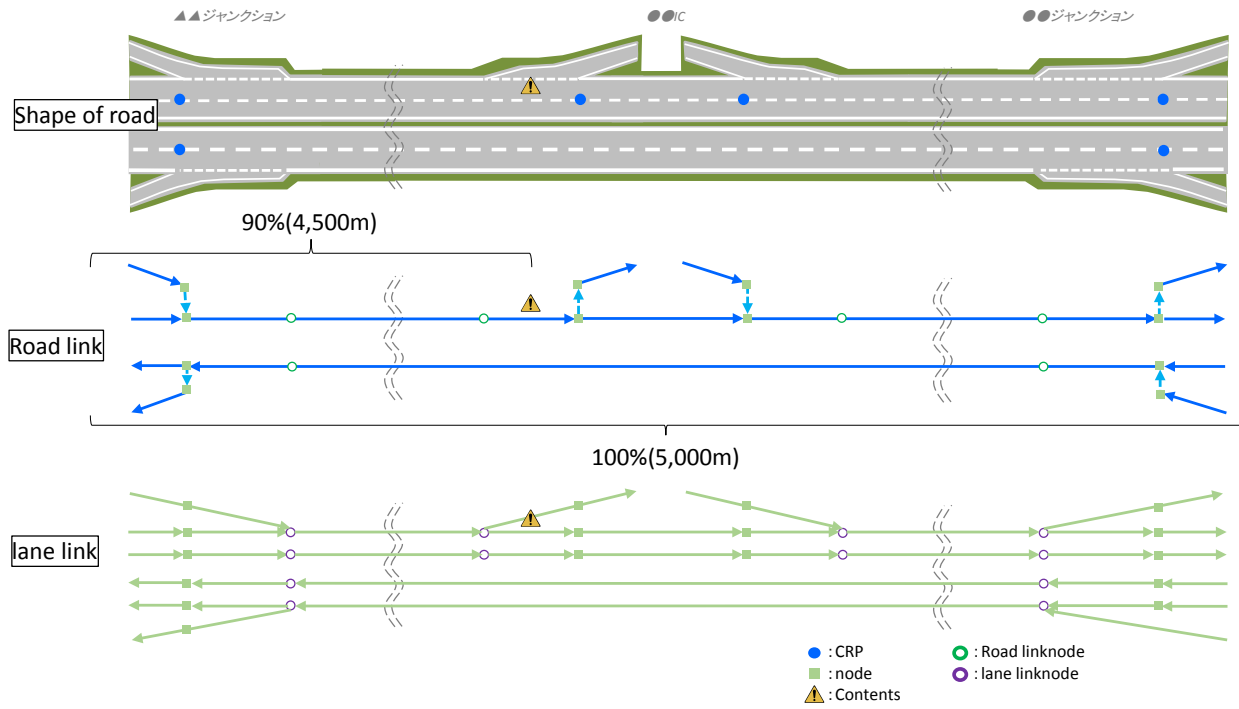 ▲▲ジャンクション
●●IC
●●ジャンクション
Shape of road
90%(4,500m)
Road link
100%(5,000m)
lane link
: CRP
: Road linknode
: node
: lane linknode
: Contents